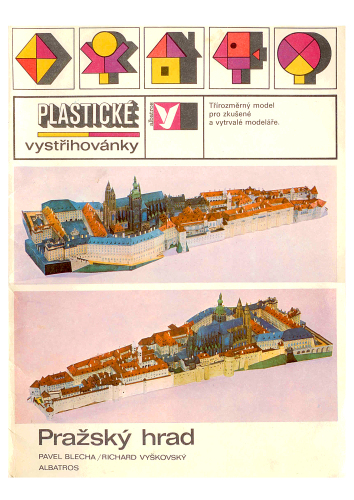 PLASTICKÉ
vystřihovánky
albatros
Třírozměrný model
pro zkušené
a vytrvalé modeláře.
Pražský hrad
PAVEL BLECHA/RICHARD VYŠKOVSKÝ
ALBATROS